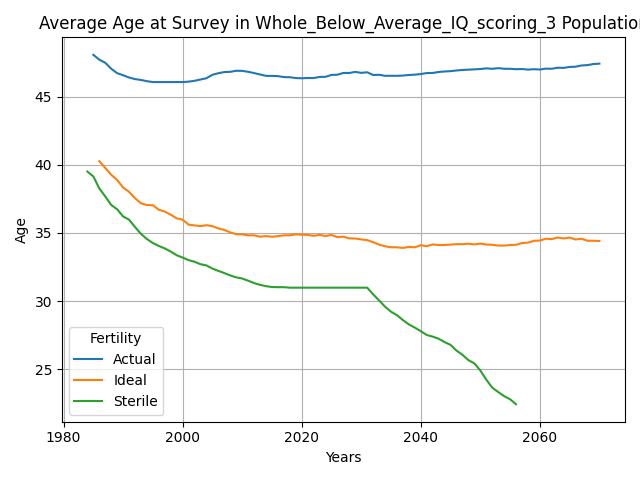 Average Age at Survey in Whole_Below_Average_IQ_scoring_3 Population
Age
45
40
35
30
25
Fertility
Actual
Ideal
Sterile
1980
2000
2020
2040
2060
Years